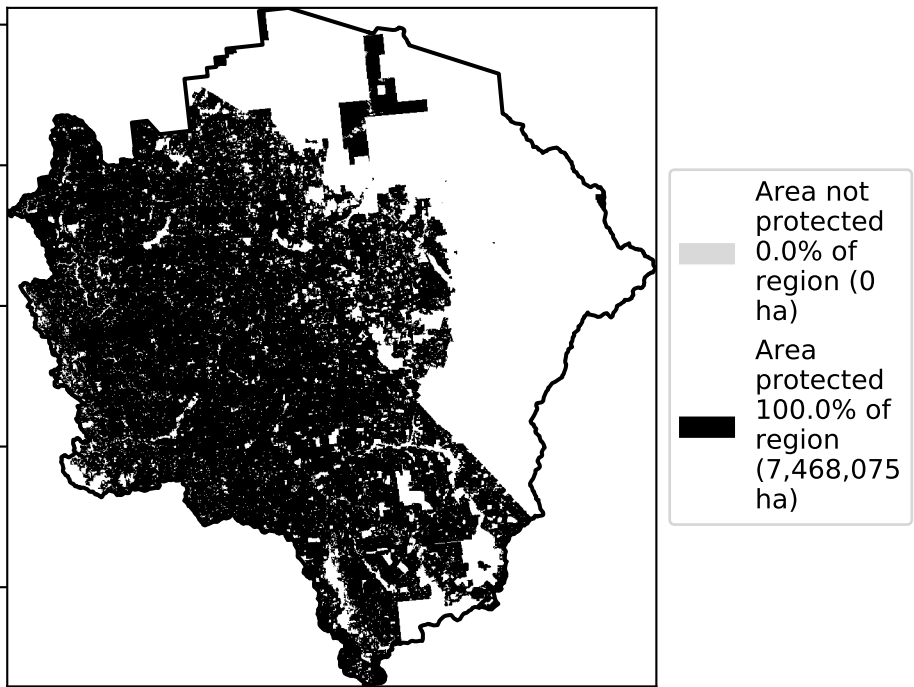 Area not
protected
0.0% of
region (0
ha)
Area
protected
100.0% of
region
(7,468,075
ha)